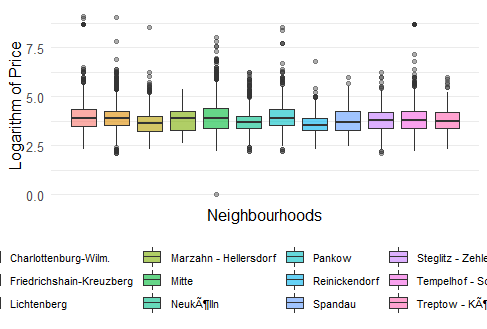 Logarithm of Price
7.5
5.0
2.5
0.0
Neighbourhoods
Charlottenburg-Wilm. Marzahn - Hellersdorf Pankow Steglitz - Zehle
Friedrichshain-Kreuzberg Mitte Reinickendorf Tempelhof - Sc
Lichtenberg NeukÃ¶lln Spandau Treptow - KÃ¶